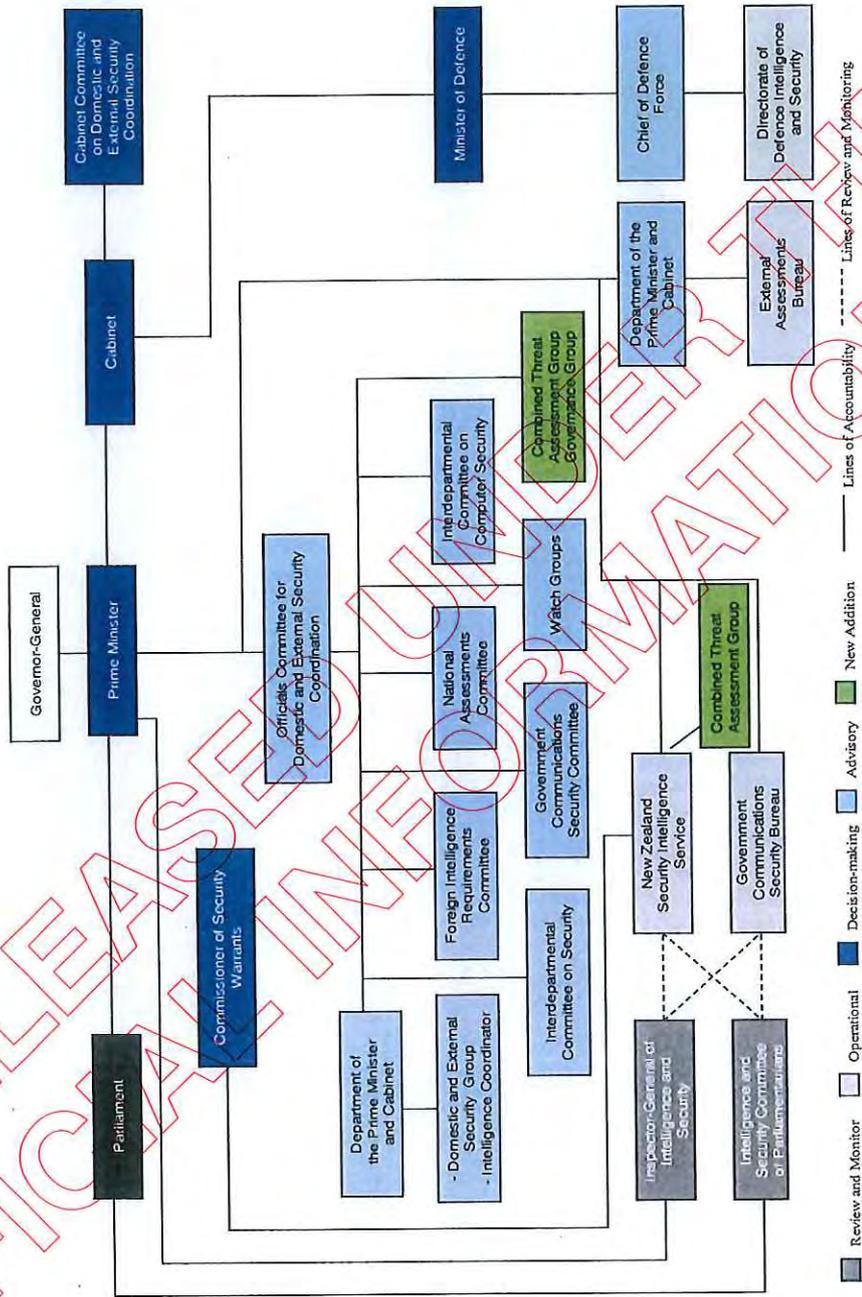 Governor-General
Parliament
Prime Minister
Cabinet
Cabinet Committee
on Domestic and
External Security
Coordination
Commissioner of Security
Warrants
Officials Committee for
Domestic and External Security
Coordination
Minister of Defence
Department of
the Prime Minister
and Cabinet
Foreign Intelligence
Requirements
Committee
National
Assessments
Committee
Interdepartmental
Committee on
Computer Security
- Domestic and External
Security Group
- Intelligence Coordinator
Interdepartmental
Committee on Security
Government
Communications
Security Committee
Watch Groups
Combined Threat
Assessment Group
Governance Group
Department of the
Prime Minister and
Cabinet
Chief of Defence
Force
Inspector-General of
Intelligence and
Security
New Zealand
Security Intelligence
Service
Combined Threat
Assessment Group
External
Assessments
Bureau
Directorate of
Defence Intelligence
and Security
Intelligence and
Security Committee
of Parliamentarians
Government
Communications
Security Bureau
Review and Monitor
Operational
Decision-making
Advisory
New Addition
Lines of Accountability
Lines of Review and Monitoring
RELEASED UNDER TH
ICIAL INFORMATIO